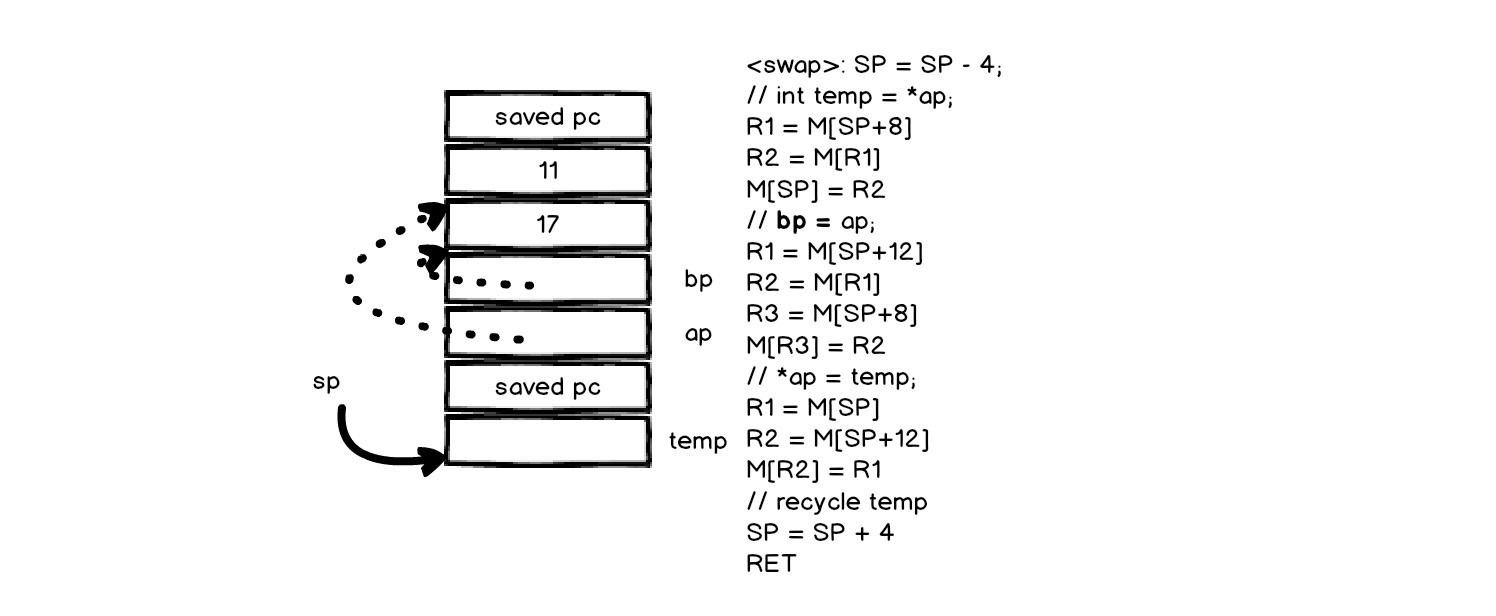 saved pc
11
17
bp
ap
sp
saved pc
temp
<swap>: SP = SP - 4;
// int temp = *ap;
R1 = M[SP+8]
R2 = M[R1]
M[SP] = R2
// bp = ap;
R1 = M[SP+12]
R2 = M[R1]
R3 = M[SP+8]
M[R3] = R2
// *ap = temp;
R1 = M[SP]
R2 = M[SP+12]
M[R2] = R1
// recycle temp
SP = SP + 4
RET